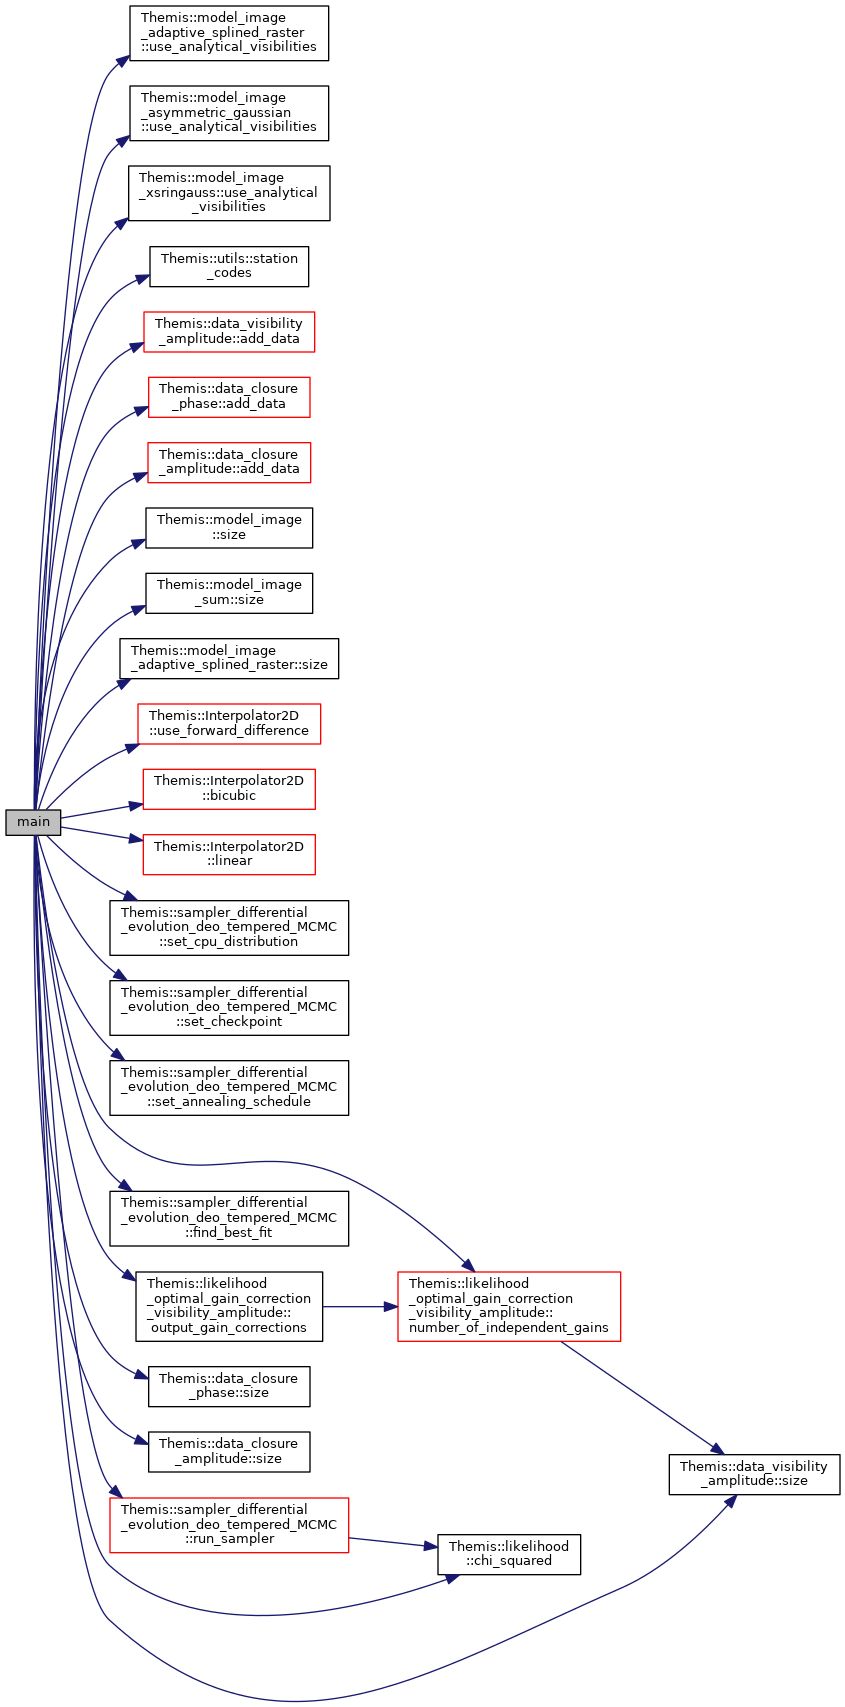 Themis::model_image
_adaptive_splined_raster
::use_analytical_visibilities
Themis::model_image
_asymmetric_gaussian
::use_analytical_visibilities
Themis::model_image
_xsringauss::use_analytical
_visibilities
Themis::utils::station
_codes
Themis::data_visibility
_amplitude::add_data
Themis::data_closure
_phase::add_data
Themis::data_closure
_amplitude::add_data
Themis::model_image
::size
Themis::model_image
_sum::size
Themis::model_image
_adaptive_splined_raster::size
Themis::Interpolator2D
::use_forward_difference
Themis::Interpolator2D
::bicubic
main
Themis::Interpolator2D
::linear
Themis::sampler_differential
_evolution_deo_tempered_MCMC
::set_cpu_distribution
Themis::sampler_differential
_evolution_deo_tempered_MCMC
::set_checkpoint
Themis::sampler_differential
_evolution_deo_tempered_MCMC
::set_annealing_schedule
Themis::sampler_differential
_evolution_deo_tempered_MCMC
::find_best_fit
Themis::likelihood
_optimal_gain_correction
_visibility_amplitude::
output_gain_corrections
Themis::likelihood
_optimal_gain_correction
_visibility_amplitude::
number_of_independent_gains
Themis::data_closure
_phase::size
Themis::data_closure
_amplitude::size
Themis::data_visibility
_amplitude::size
Themis::sampler_differential
_evolution_deo_tempered_MCMC
::run_sampler
Themis::likelihood
::chi_squared